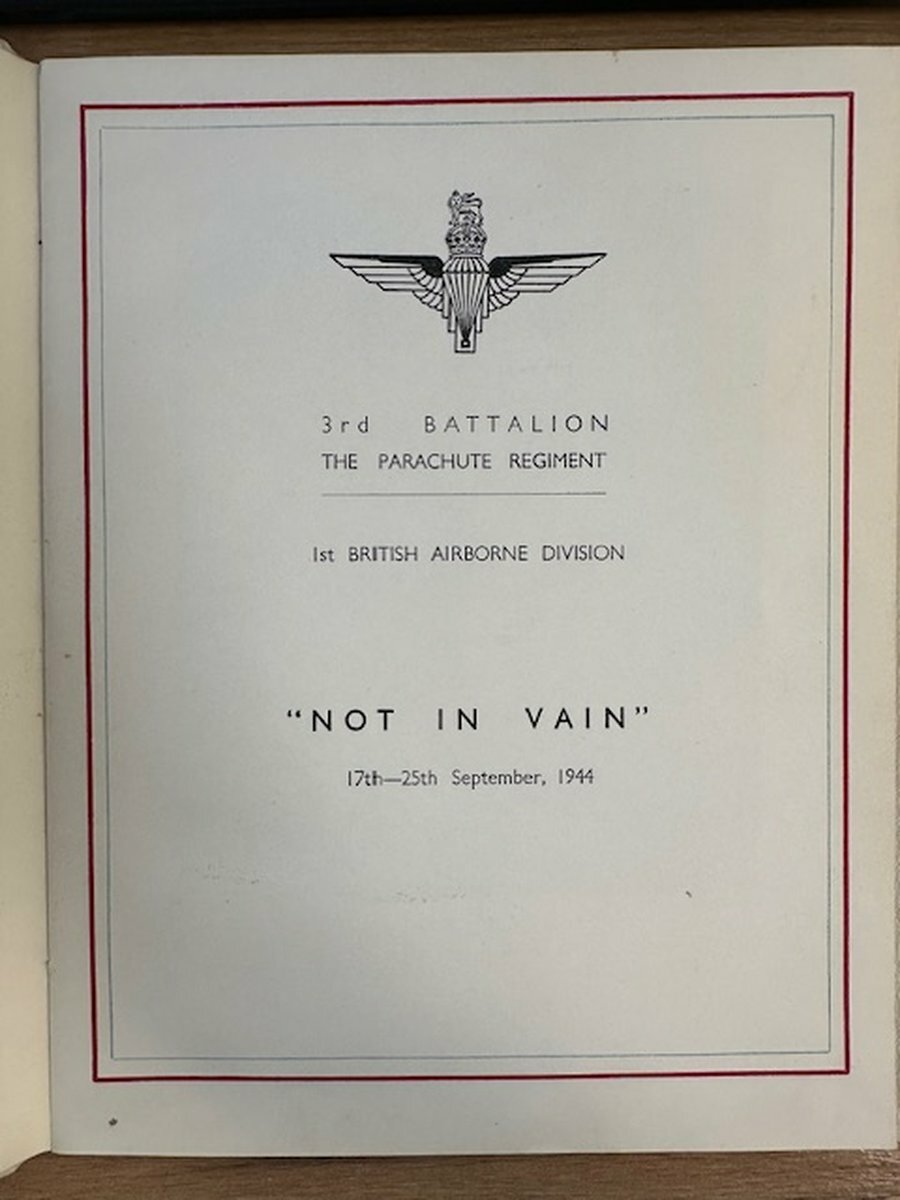 3rd BATTALION
THE PARACHUTE REGIMENT
1st BRITISH AIRBORNE DIVISION
“NOT IN VAIN”
17th—25th September, 1944